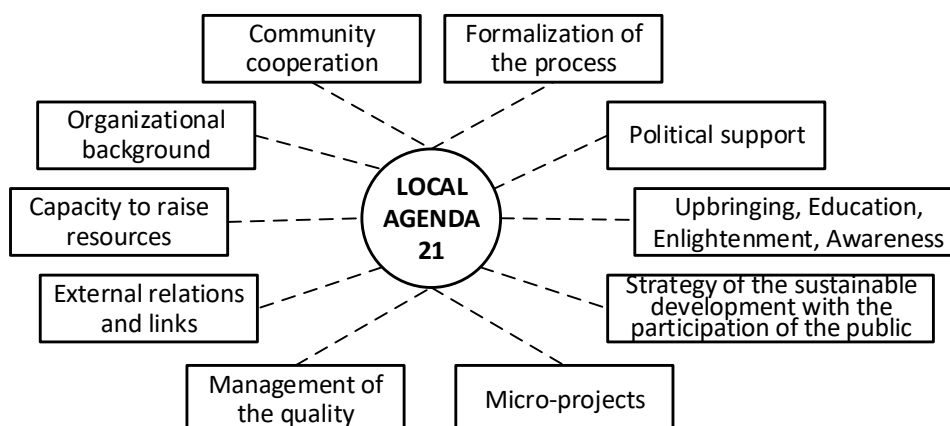 Community
cooperation
Formalization of
the process
Organizational
background
Political support
LOCAL
AGENDA
21
Capacity to raise
resources
Upbringing, Education,
Enlightenment, Awareness
External relations
and links
Strategy of the sustainable
development with the
participation of the public
Management of
the quality
Micro-projects